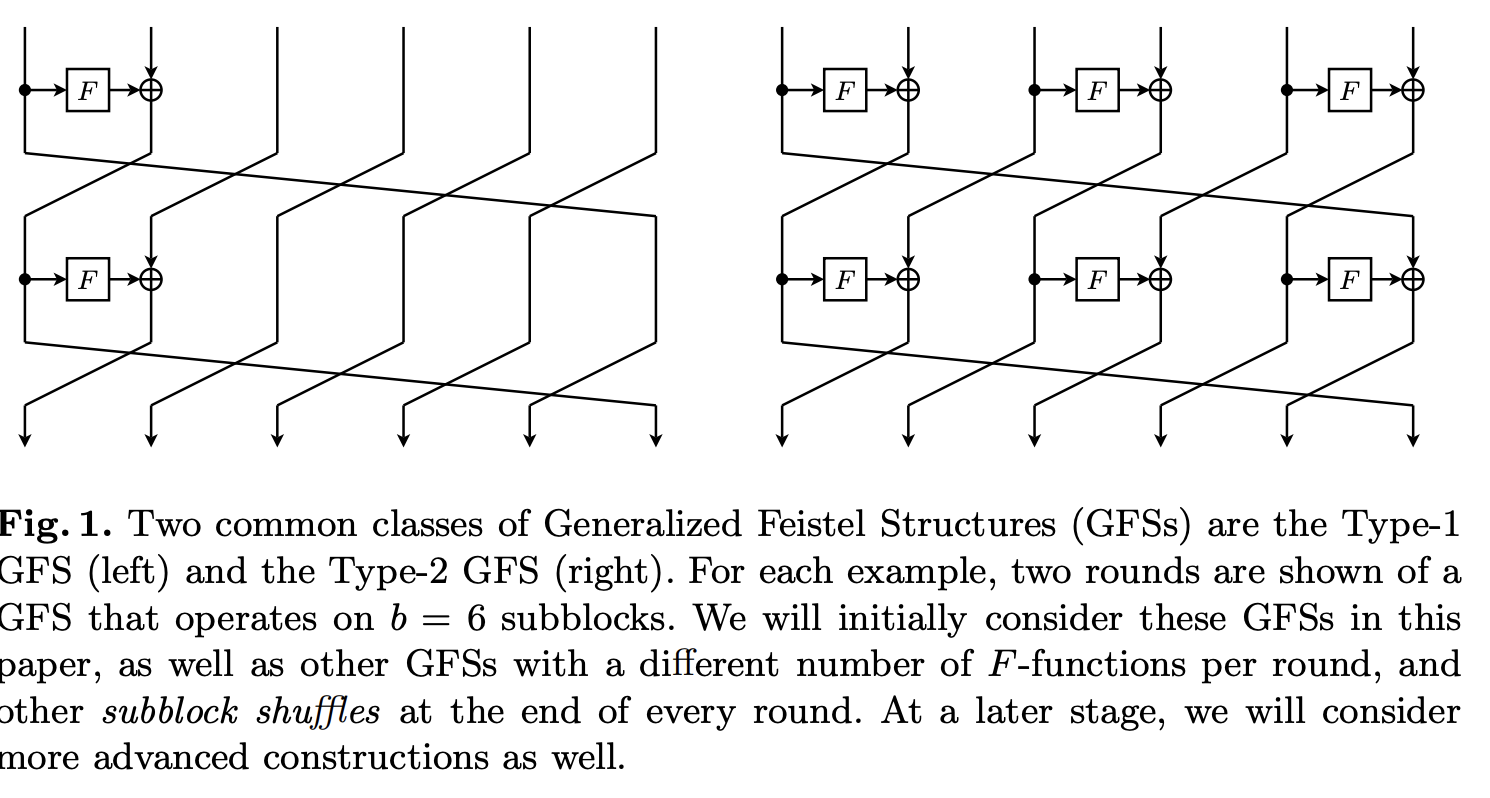 F
F F F
F
F F F
Fig. 1. Two common classes of Generalized Feistel Structures (GFSs) are the Type-1
GFS (left) and the Type-2 GFS (right). For each example, two rounds are shown of a
GFS that operates on b = 6 subblocks. We will initially consider these GFSs in this
paper, as well as other GFSs with a different number of F-functions per round, and
other subblock shuffles at the end of every round. At a later stage, we will consider
more advanced constructions as well.